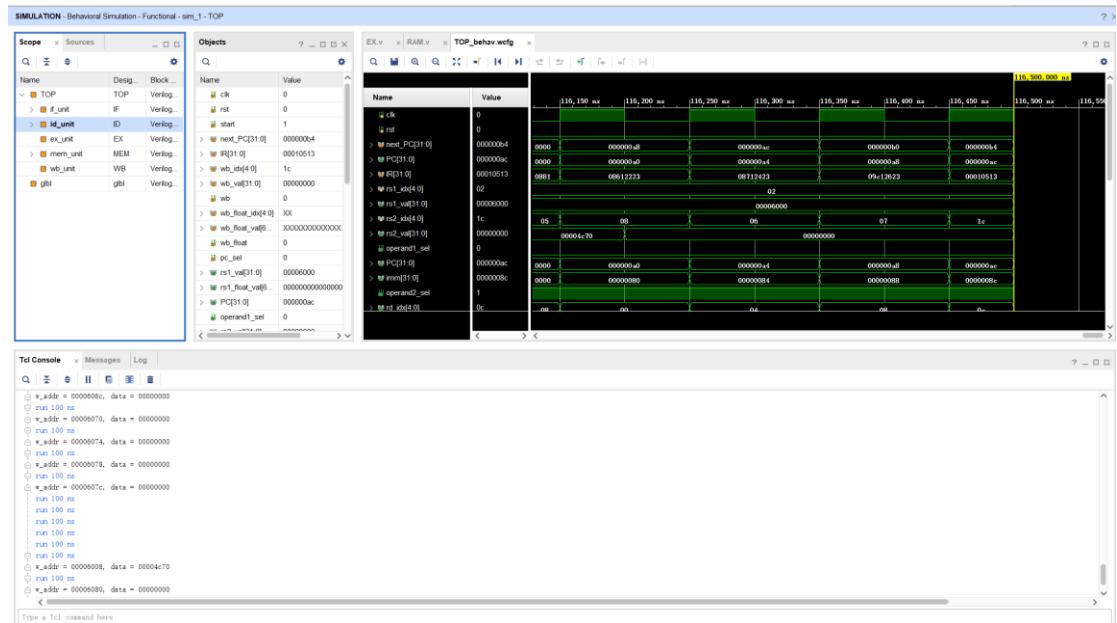 SIMULATION - Behavioral Simulation - Functional - sim_1 - TOP
Scope × Sources
Name Desig... Block ...
TOP TOP Verilog...
if_unit IF Verilog...
id_unit ID Verilog...
ex_unit EX Verilog...
mem_unit MEM Verilog...
wb_unit WB Verilog...
glbl glbl Verilog...
Objects
Name Value
clk 0
rst 0
start 1
next_PC[31:0] 000000b4
IR[31:0] 00010513
wb_idx[4:0] 1c
wb_val[31:0] 00000000
wb 0
wb_float_idx[4:0] XX
wb_float_val[6... XXXXXXXXXXXXX.
wb_float 0
pc_sel 0
rs1_val[31:0] 00006000
rs1_float_val[6... 0000000000000000
PC[31:0] 000000ac
operand1_sel 0
EX.v × RAM.v × TOP_behav.wcfg ×
116,500.000 ns
116,150 ns 116,200 ns 116,250 ns 116,300 ns 116,350 ns 116,400 ns 116,450 ns 116,500 ns 116,55
Name Value
clk 0
rst 0
next_PC[31:0] 000000b4 0000 000000a8 000000ac 000000b0 000000b4
PC[31:0] 000000ac 0000 000000a0 000000a4 000000a8 000000ac
IR[31:0] 00010513 0881 08612223 08712423 09c12623 00010513
rs1_idx[4:0] 02 02
rs1_val[31:0] 00006000 00006000
rs2_idx[4:0] 1c 05 08 06 07 1c
rs2_val[31:0] 00000000 00004c70 00000000
operand1_sel 0
PC[31:0] 000000ac 0000 000000a0 000000a4 000000a8 000000ac
imm[31:0] 0000008c 0000 00000080 00000084 00000088 0000008c
operand2_sel 1
rd_idx[4:0] 0c 00 04 08 0c
Tcl Console × Messages Log
w_addr = 0000606c, data = 00000000
run 100 ns
w_addr = 00006070, data = 00000000
run 100 ns
w_addr = 00006074, data = 00000000
run 100 ns
w_addr = 00006078, data = 00000000
run 100 ns
w_addr = 0000607c, data = 00000000
run 100 ns
run 100 ns
run 100 ns
run 100 ns
run 100 ns
run 100 ns
w_addr = 00006008, data = 00004c70
run 100 ns
w_addr = 00006080, data = 00000000
Type a Tcl command here